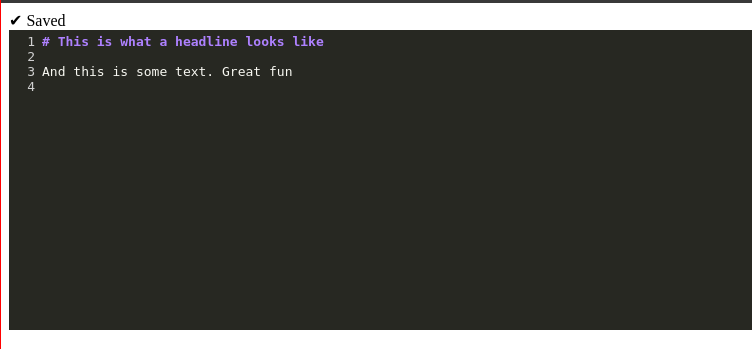 ✔ Saved
1 # This is what a headline looks like
2
3 And this is some text. Great fun
4